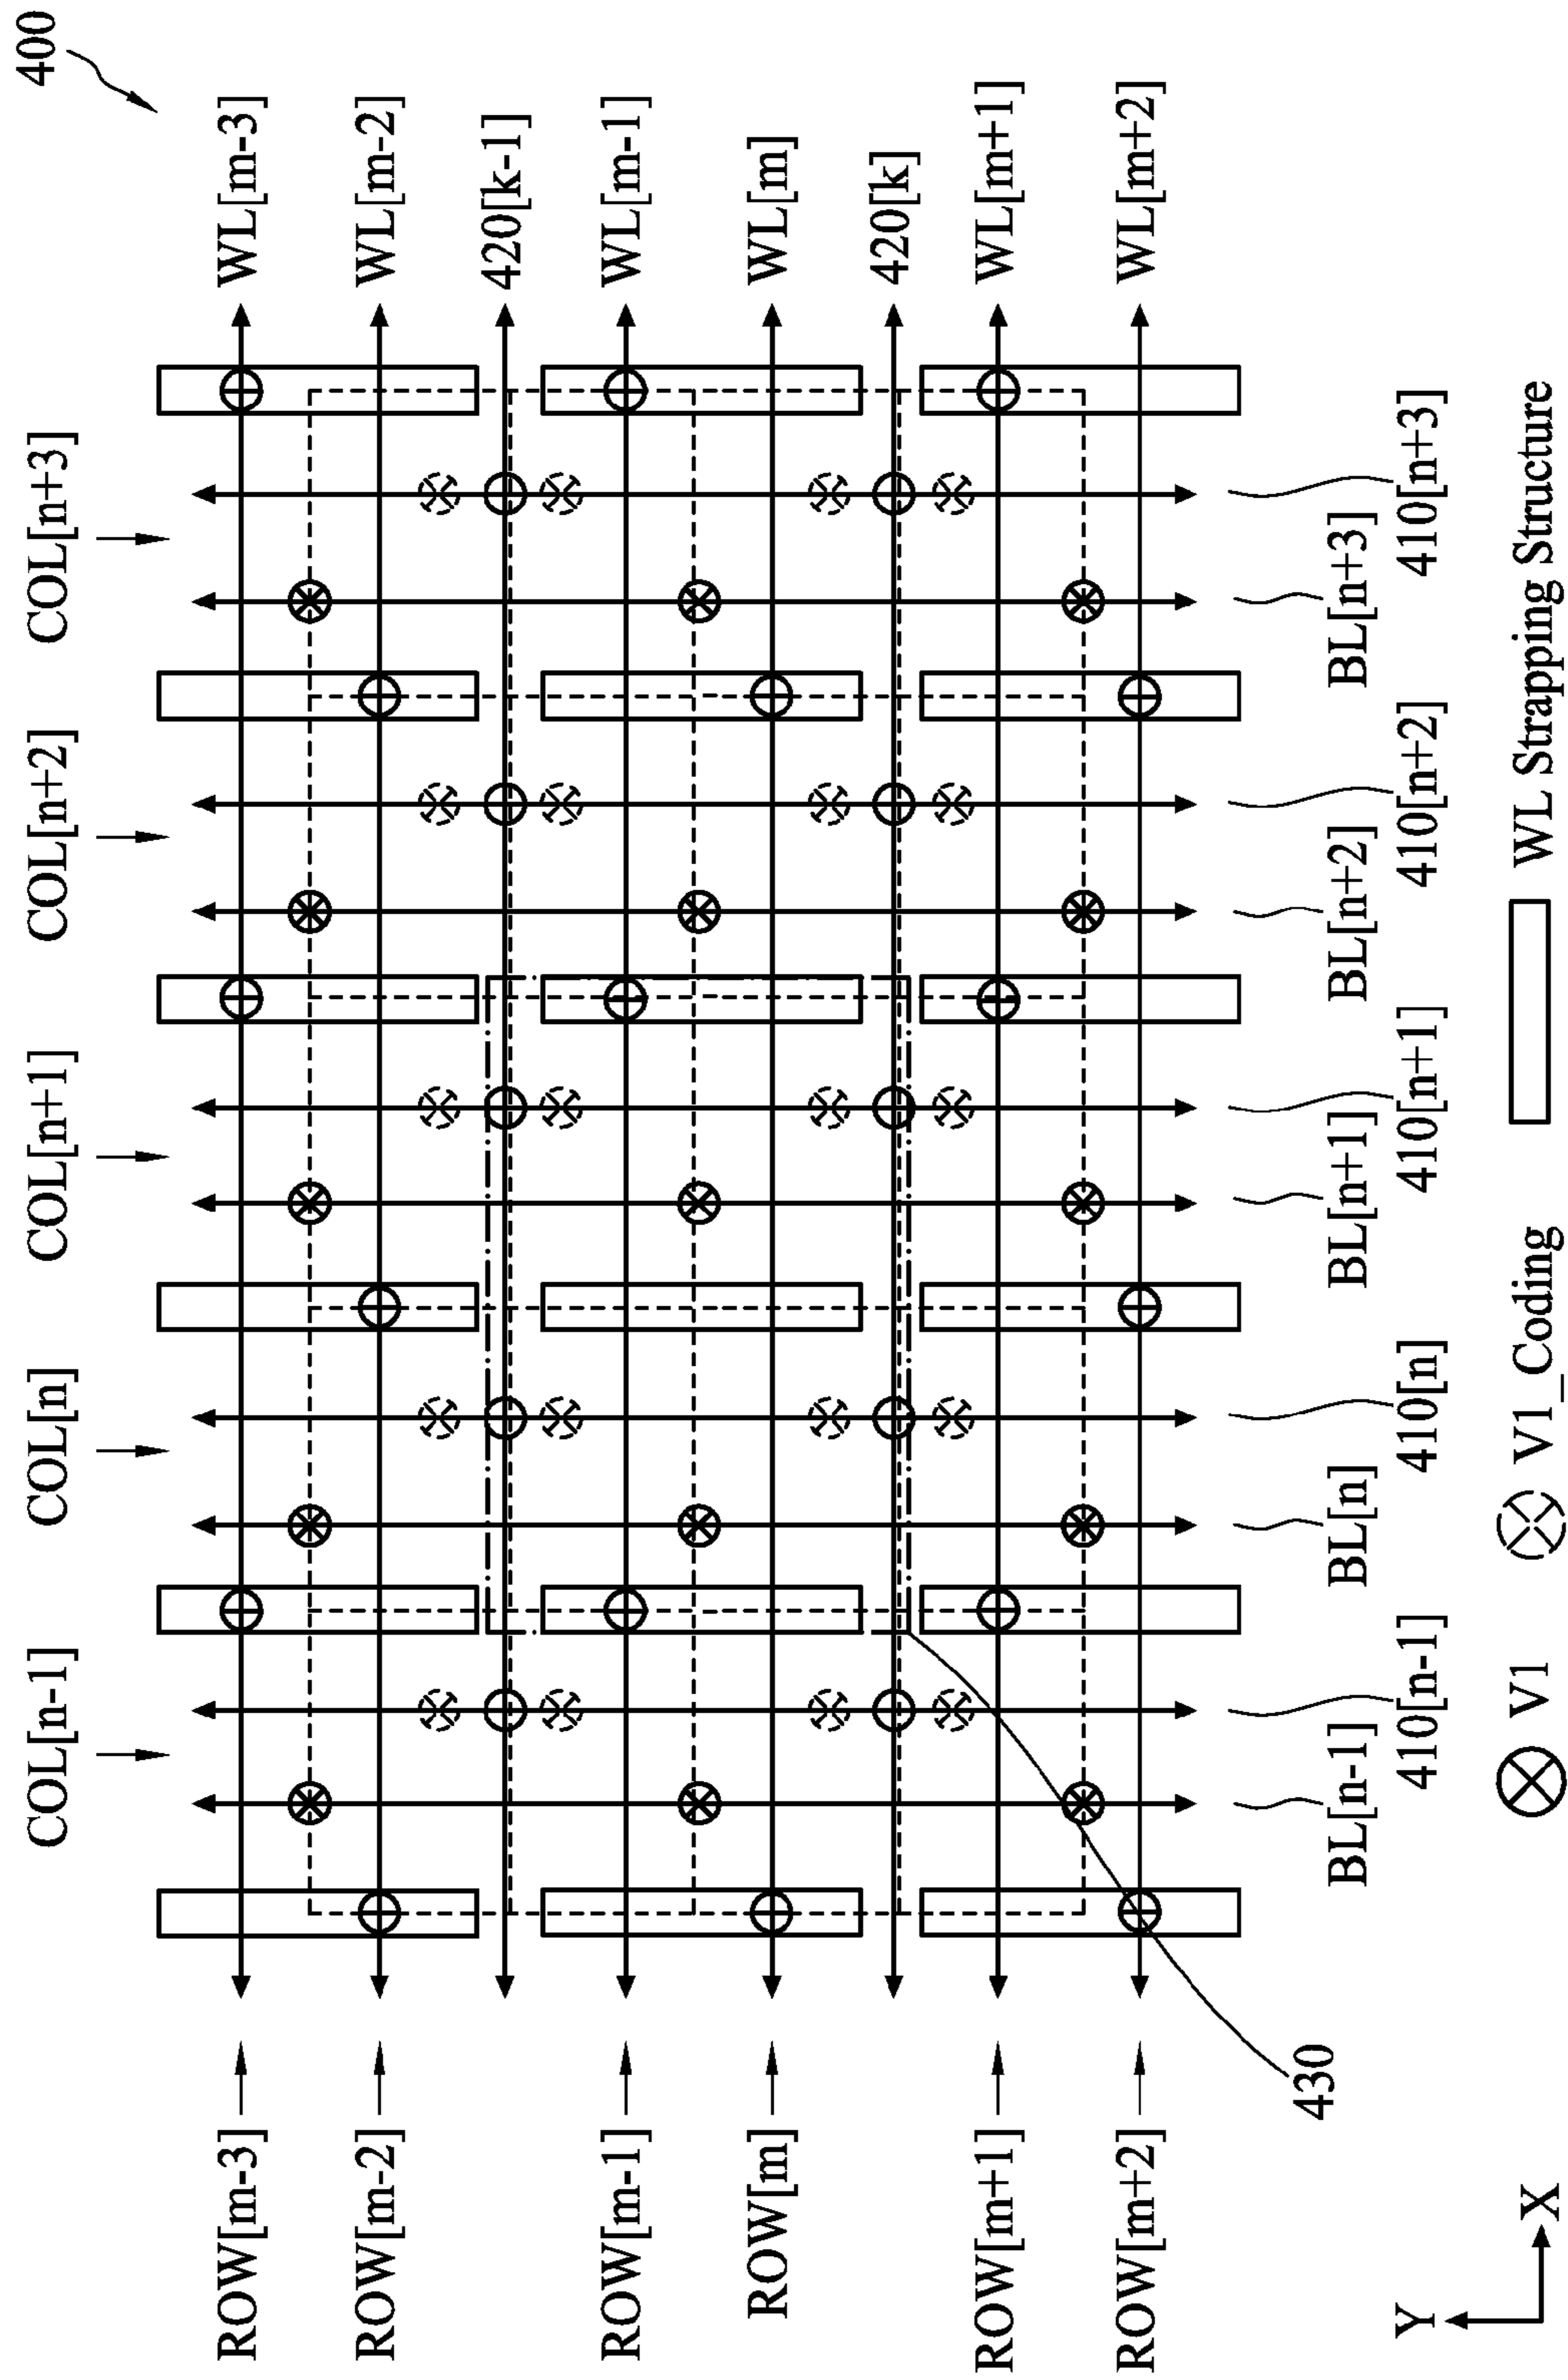 400
COL[n-1]
COL[n]
COL[n+1]
COL[n+2]
COL[n+3]
ROW[m-3]
WL[m-3]
ROW[m-2]
WL[m-2]
420[k-1]
ROW[m-1]
WL[m-1]
ROW[m]
WL[m]
420[k]
ROW[m+1]
WL[m+1]
ROW[m+2]
WL[m+2]
430
BL[n-1]
BL[n]
BL[n+1]
BL[n+2]
BL[n+3]
410[n-1]
410[n]
410[n+1]
410[n+2]
410[n+3]
Y
X
V1
V1_Coding
WL Strapping Structure